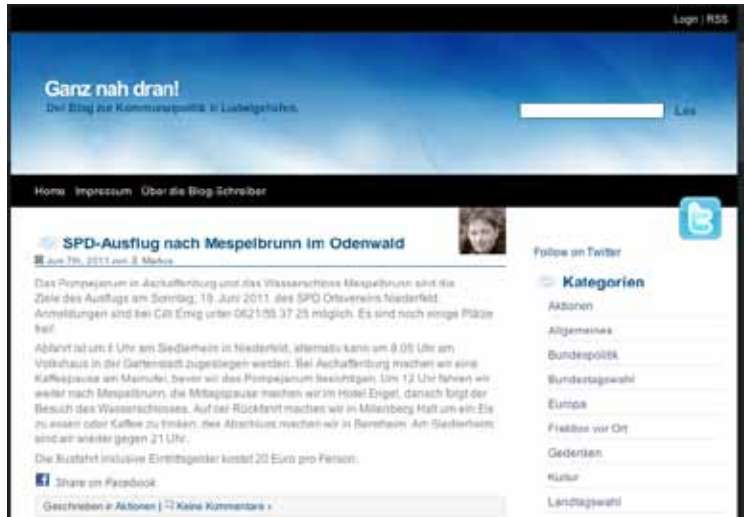 Login | RSS
Ganz nah dran!
Der Blog zur Kommunalpolitik in Ludwigshafen.
Los
Home Impressum Über die Blog-Schreiber
SPD-Ausflug nach Mespelbrunn im Odenwald
Juni 7th, 2011 von Markus
Follow on Twitter
Das Pompejanum in Aschaffenburg und das Wasserschloss Mespelbrunn sind die
Ziele des Ausflugs am Sonntag, 19. Juni 2011, des SPD Ortsvereins Niederfeld.
Anmeldungen sind bei Emig unter 0621/55 37 25 möglich. Es sind noch einige Plätze
frei!
Abfahrt ist um 8 Uhr am Siedlerheim in Niederfeld, alternativ kann um 8.05 Uhr am
Volkshaus in der Gartenstadt zugestiegen werden. Bei Aschaffenburg machen wir eine
Kaffeepause am Mainufer, bevor wir das Pompejanum besichtigen. Um 12 Uhr fahren wir
weiter nach Mespelbrunn, die Mittagspause machen wir im Hotel Engel, danach folgt der
Besuch des Wasserschlosses. Auf der Rückfahrt machen wir in Miltenberg Halt um ein Eis
zu essen oder Kaffee zu trinken, den Abschluss machen wir in Bensheim. Am Siedlerheim
sind wir wieder gegen 21 Uhr.
Die Busfahrt inklusive Eintrittsgelder kostet 20 Euro pro Person.
Share on Facebook
Geschrieben in Aktionen | Keine Kommentare »
Kategorien
Aktionen
Allgemeines
Bundespolitik
Bundestagswahl
Europa
Fraktion vor Ort
Gedenken
Kultur
Landtagswahl